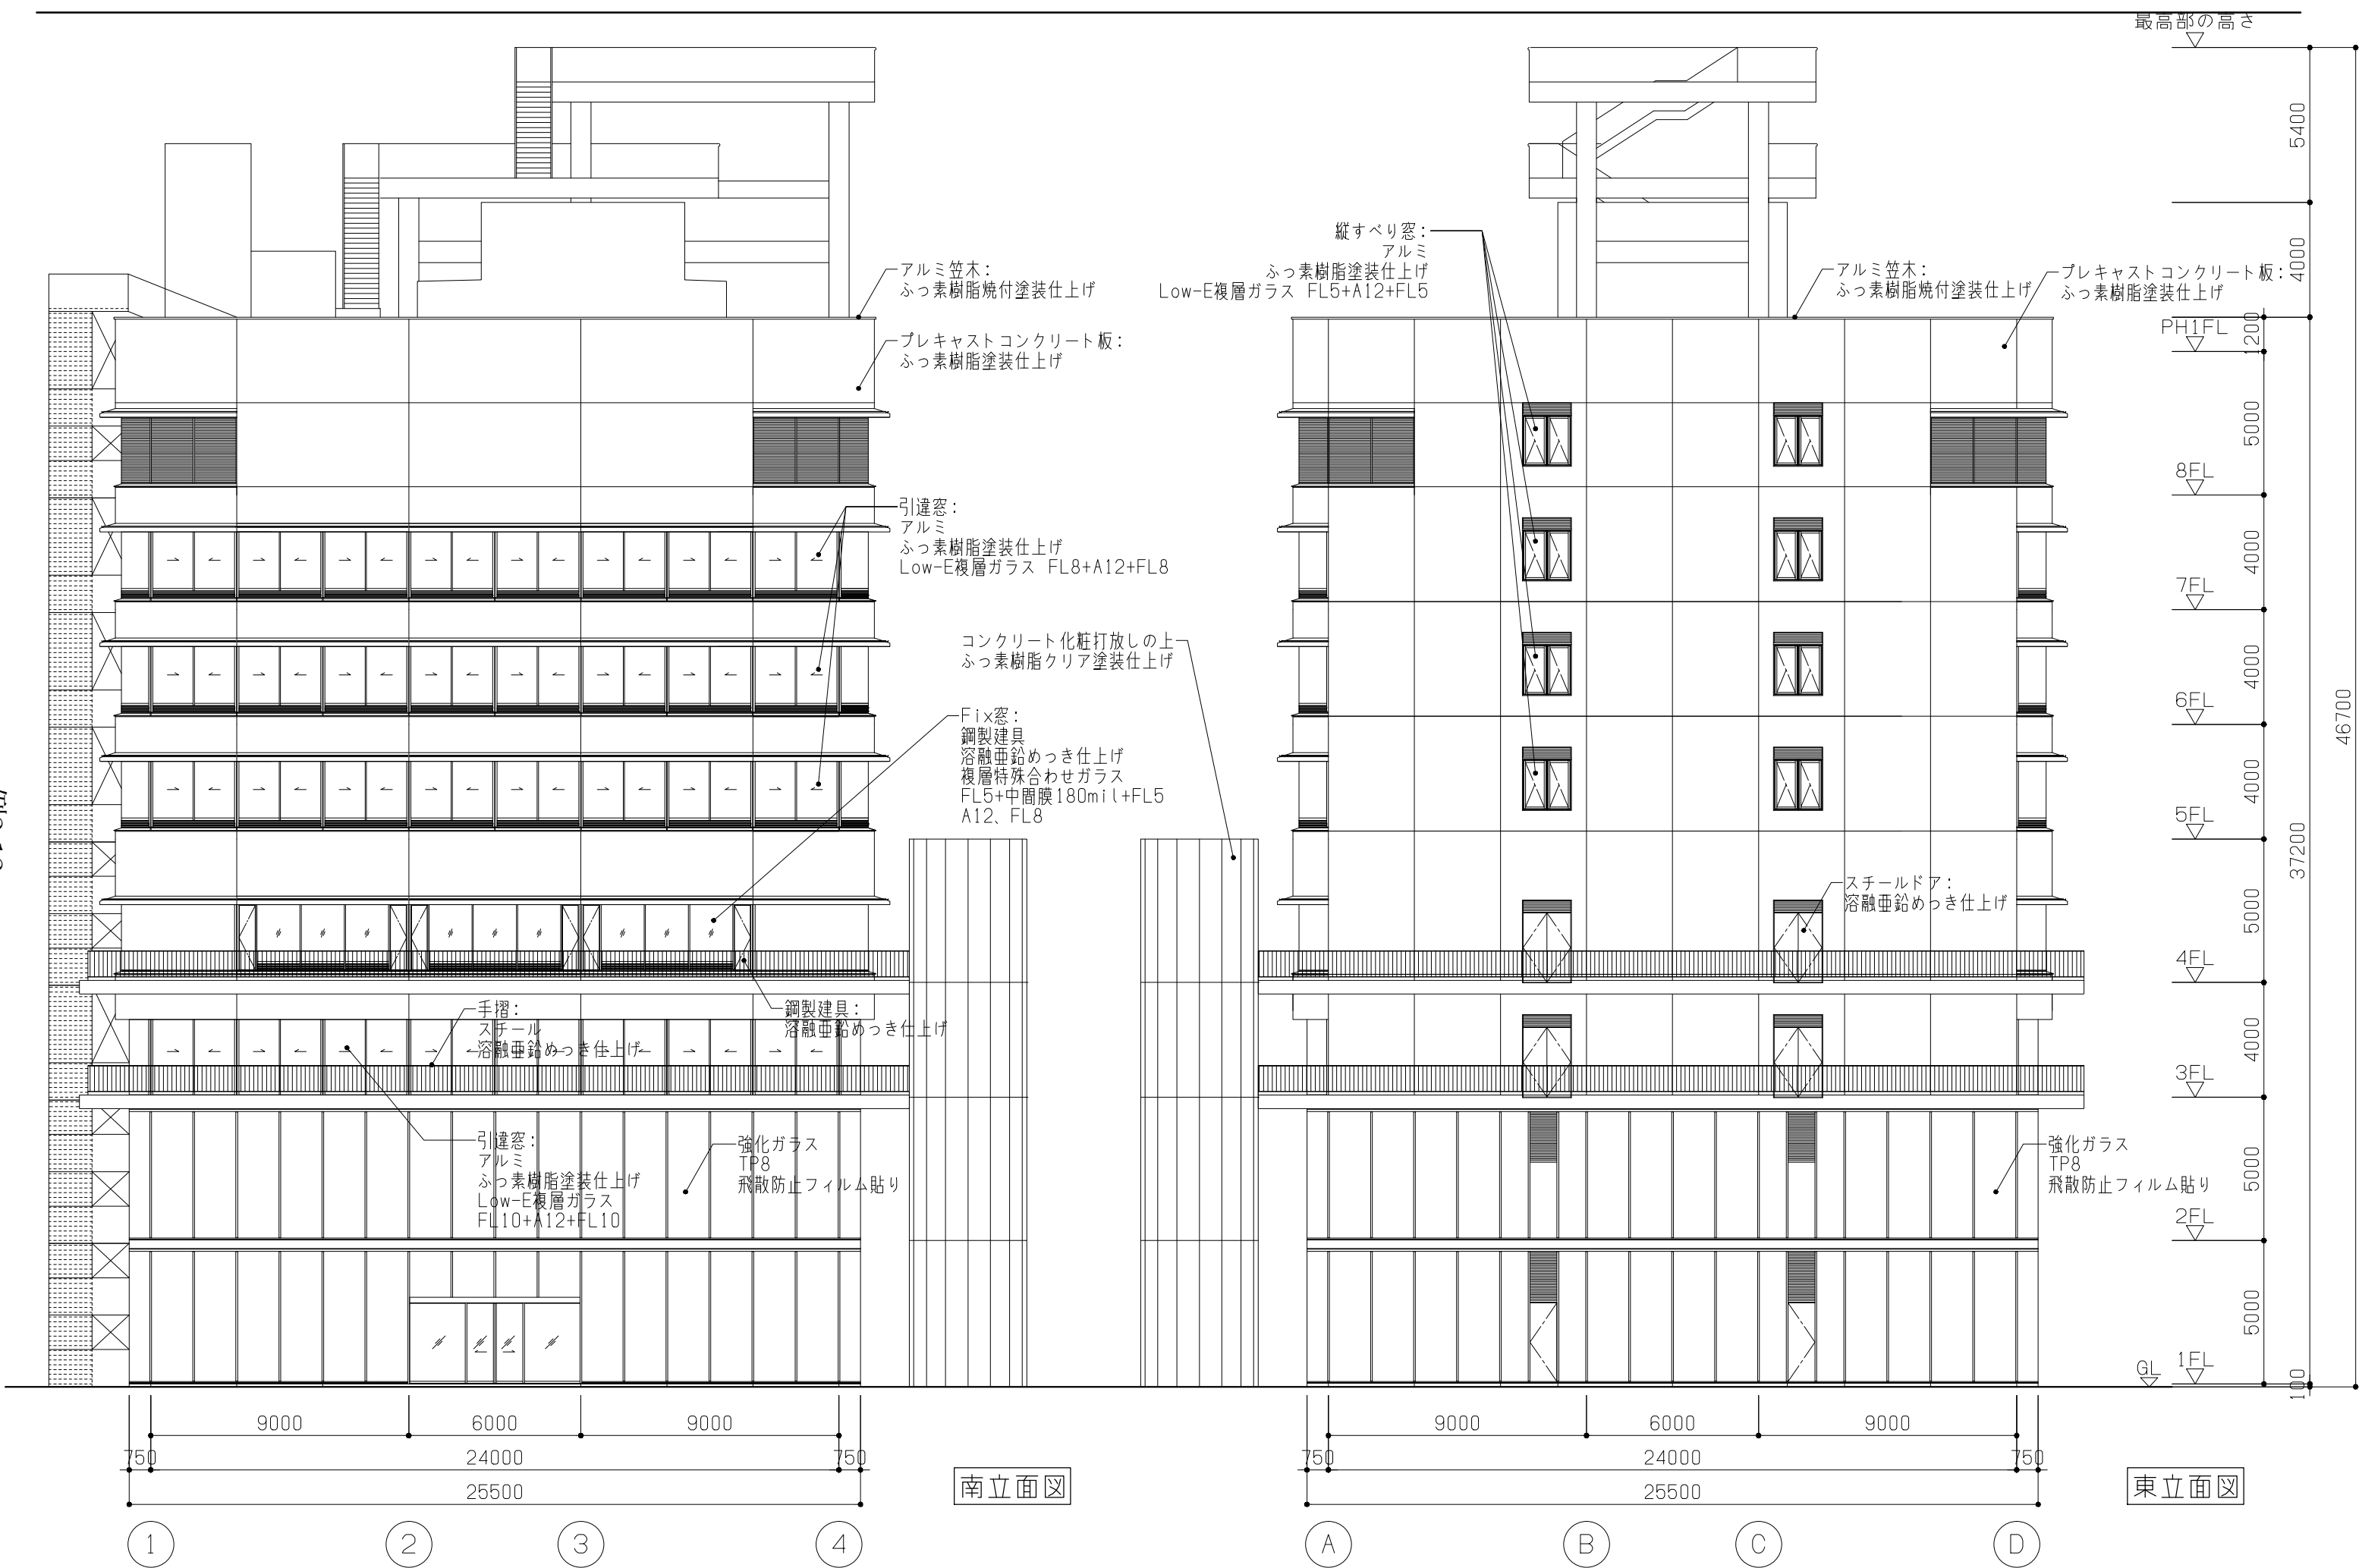 最高部の高さ
アルミ笠木:
ふっ素樹脂焼付塗装仕上げ
プレキャストコンクリート板:
ふっ素樹脂塗装仕上げ
引違窓:
アルミ
ふっ素樹脂塗装仕上げ
Low-E複層ガラス FL8+A12+FL8
コンクリート化粧打放しの上
ふっ素樹脂クリア塗装仕上げ
Fix窓:
鋼製建具
溶融亜鉛めっき仕上げ
複層特殊合わせガラス
FL5+中間膜180mil+FL5
A12、FL8
手摺:
スチール
溶融亜鉛めっき仕上げ
鋼製建具:
溶融亜鉛めっき仕上げ
引違窓:
アルミ
ふっ素樹脂塗装仕上げ
Low-E複層ガラス
FL10+A12+FL10
強化ガラス
TP8
飛散防止フィルム貼り
9000
6000
9000
750
24000
750
25500
南立面図
1
2
3
4
縦すべり窓:
アルミ
ふっ素樹脂塗装仕上げ
Low-E複層ガラス FL5+A12+FL5
アルミ笠木:
ふっ素樹脂焼付塗装仕上げ
プレキャストコンクリート板:
ふっ素樹脂塗装仕上げ
スチールドア:
溶融亜鉛めっき仕上げ
強化ガラス
TP8
飛散防止フィルム貼り
PH1FL
8FL
7FL
6FL
5FL
4FL
3FL
2FL
1FL
GL
5400
4000
1200
5000
4000
4000
4000
5000
4000
5000
5000
100
37200
46700
9000
6000
9000
750
24000
750
25500
東立面図
A
B
C
D